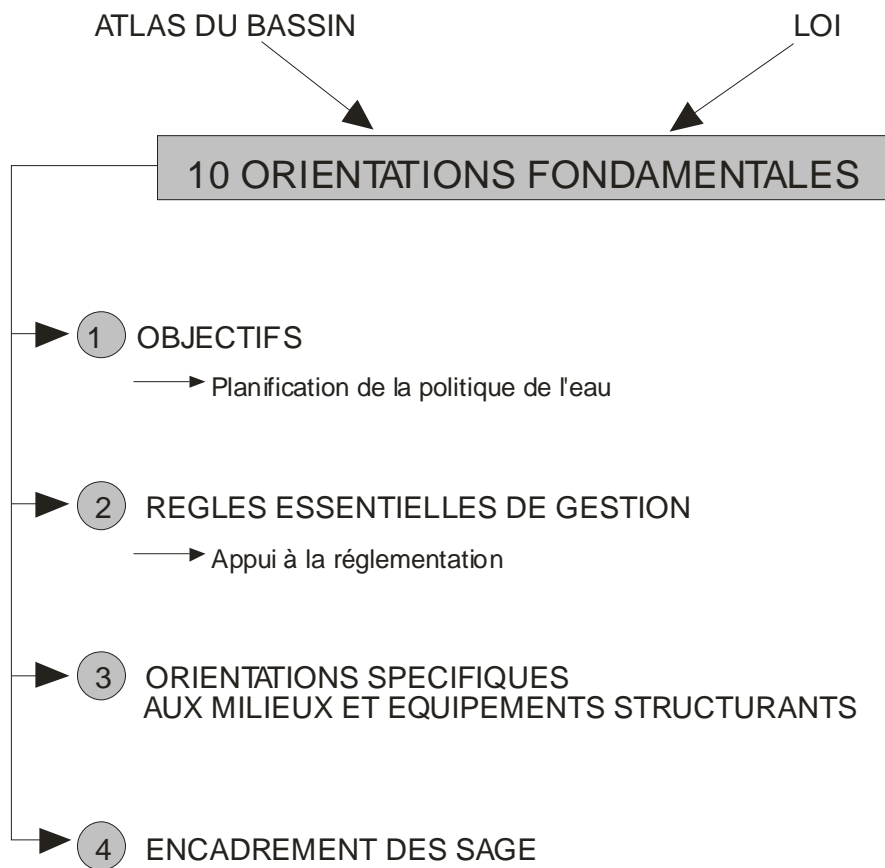 ATLAS DU BASSIN
LOI
10 ORIENTATIONS FONDAMENTALES
1 OBJECTIFS
Planification de la politique de l'eau
2 REGLES ESSENTIELLES DE GESTION
Appui à la réglementation
3 ORIENTATIONS SPECIFIQUES
AUX MILIEUX ET EQUIPEMENTS STRUCTURANTS
4 ENCADREMENT DES SAGE